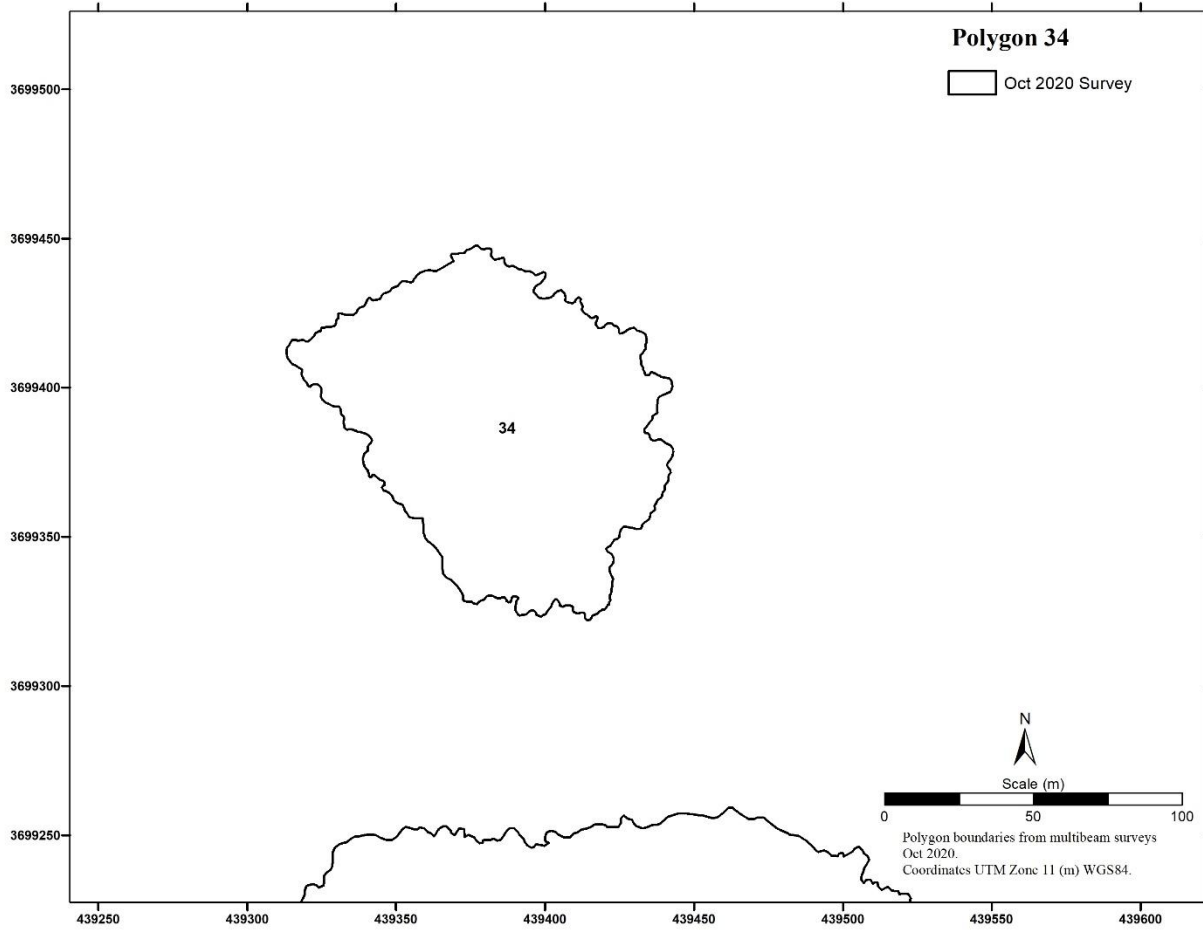 Polygon 34
Oct 2020 Survey
3699500
3699450
3699400
34
3699350
3699300
N
Scale (m)
0 50 100
3699250
Polygon boundaries from multibeam surveys
Oct 2020.
Coordinates UTM Zone 11 (m) WGS84.
439250 439300 439350 439400 439450 439500 439550 439600